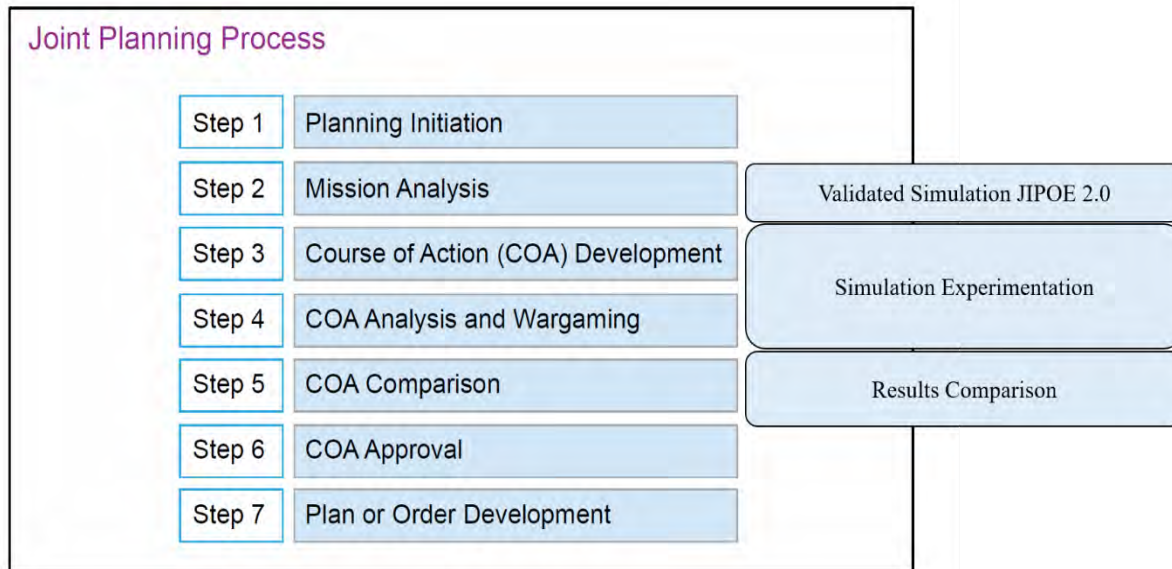 Joint Planning Process
Step 1 Planning Initiation
Step 2 Mission Analysis Validated Simulation JIPOE 2.0
Step 3 Course of Action (COA) Development
Simulation Experimentation
Step 4 COA Analysis and Wargaming
Step 5 COA Comparison Results Comparison
Step 6 COA Approval
Step 7 Plan or Order Development